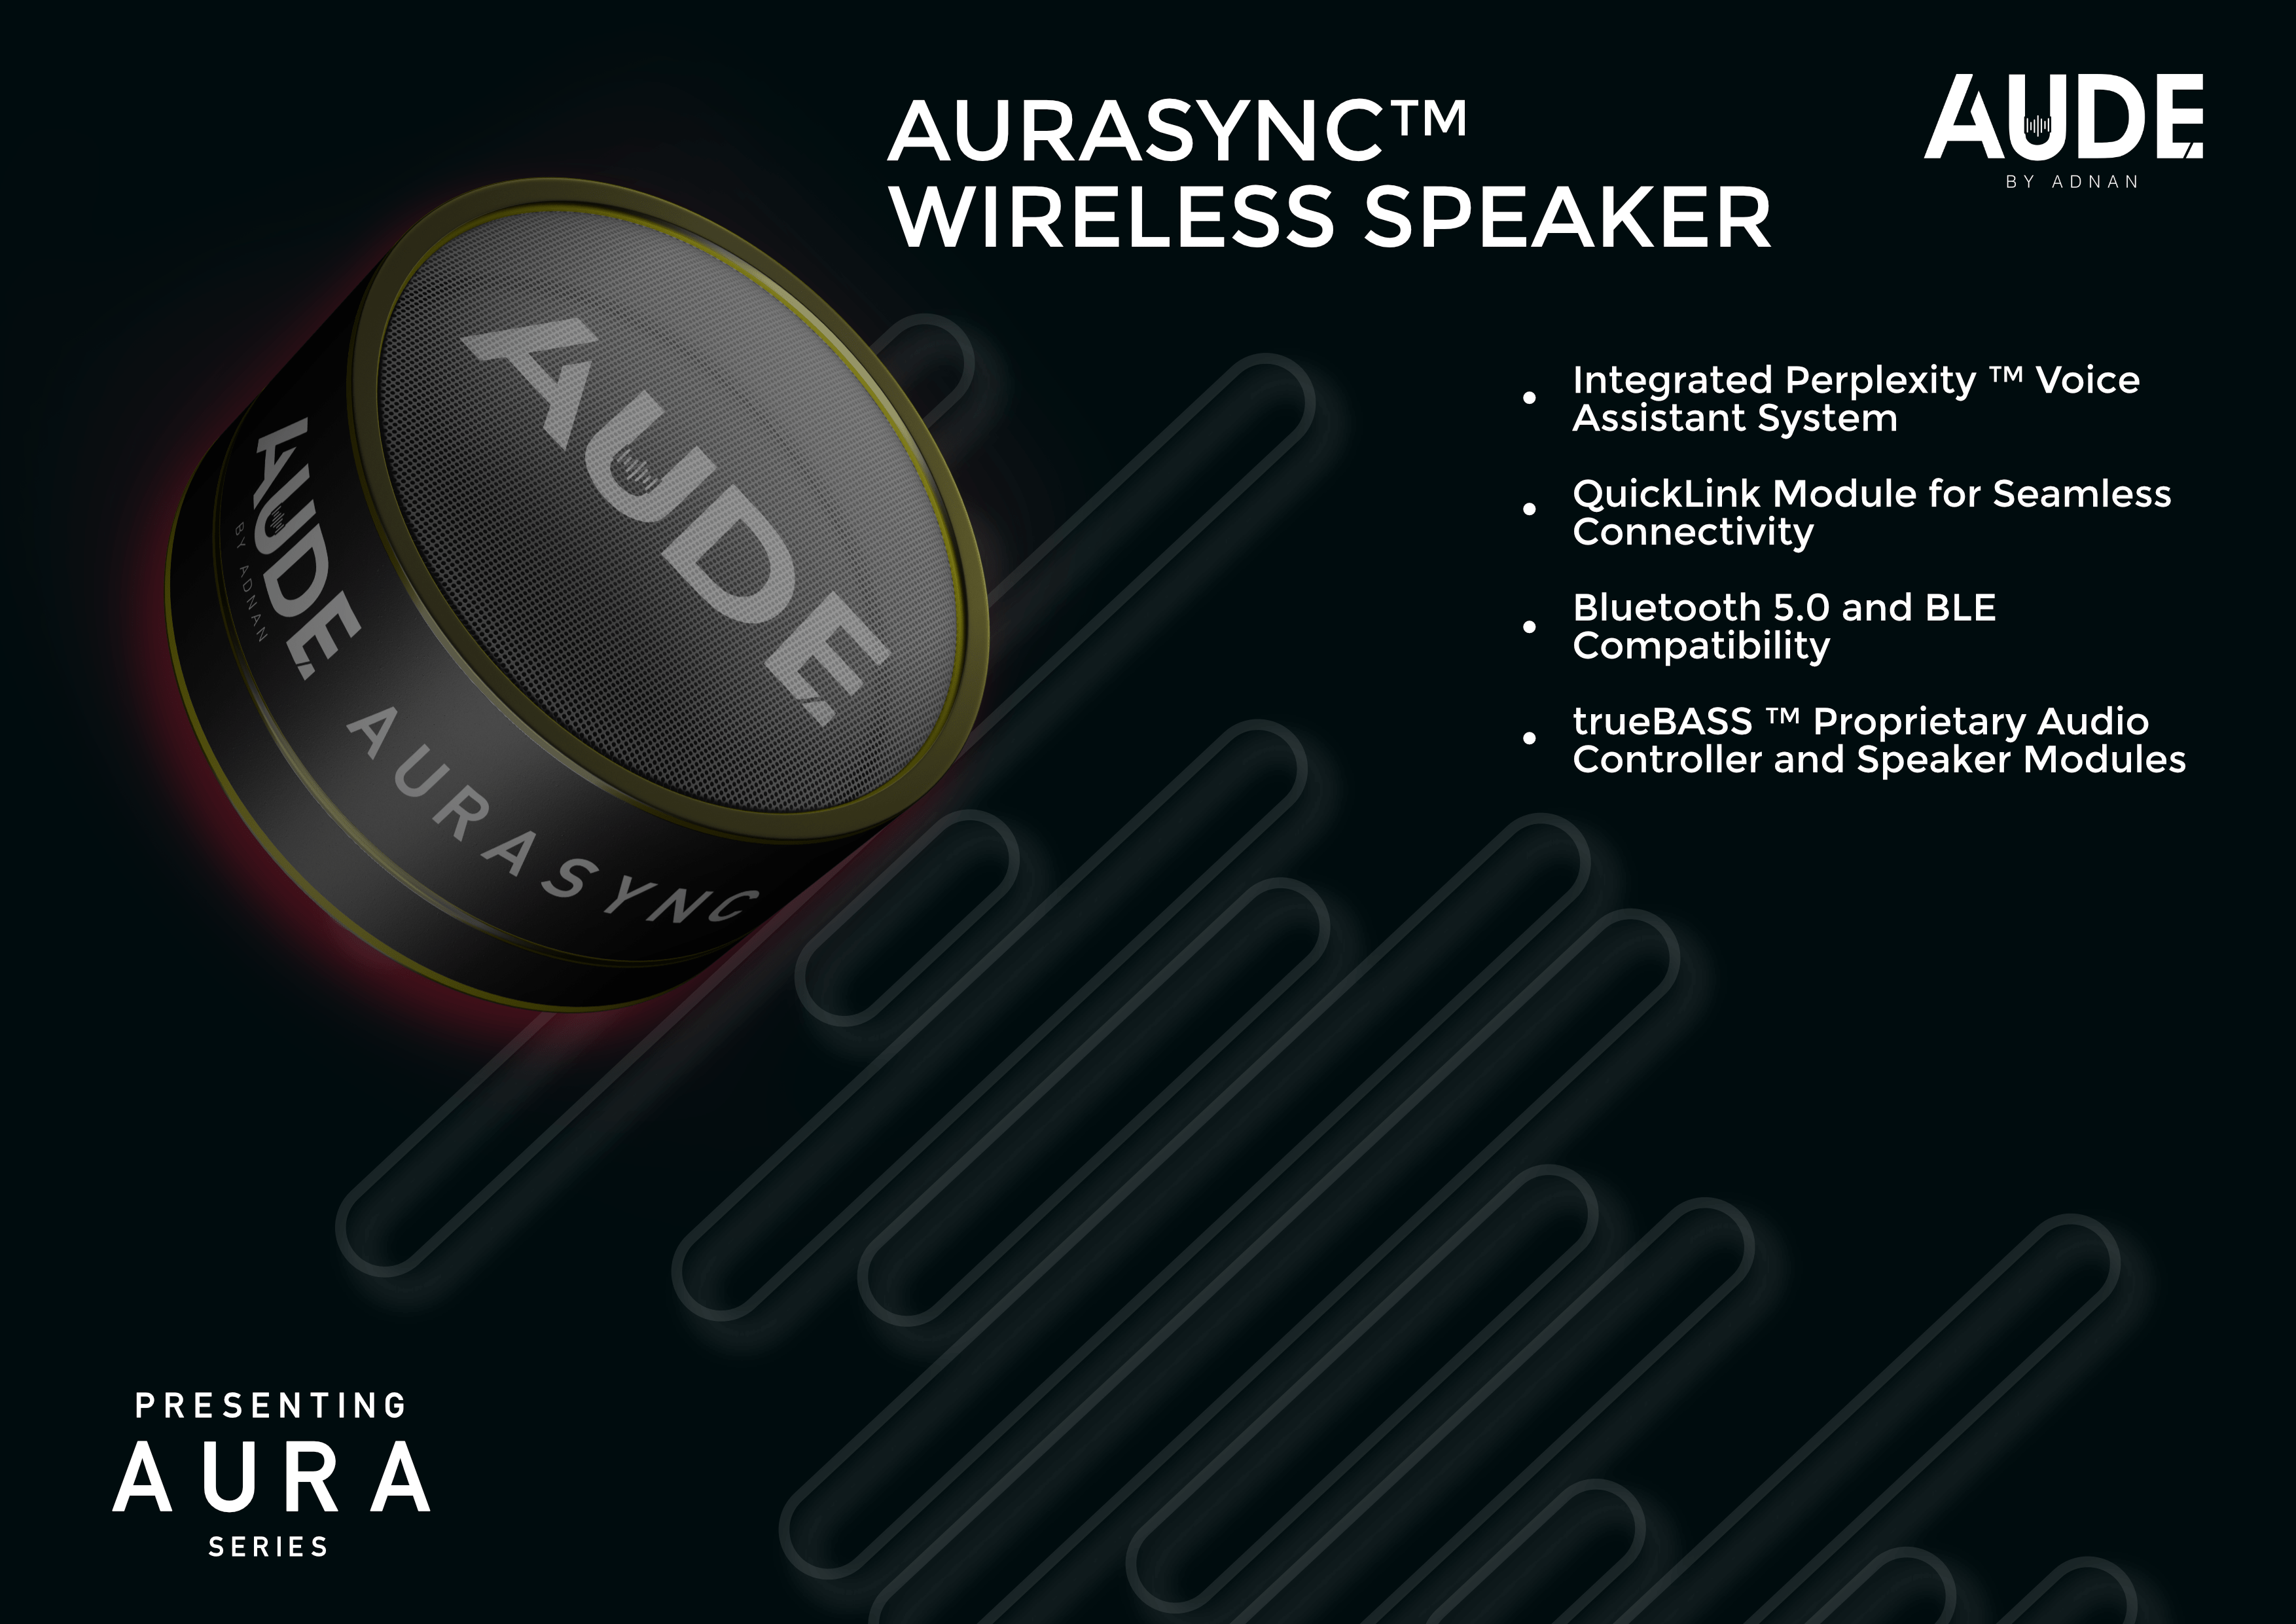 AURASYNC™
WIRELESS SPEAKER
AUDE
BY ADNAN
Integrated Perplexity ™ Voice
Assistant System
QuickLink Module for Seamless
Connectivity
Bluetooth 5.0 and BLE
Compatibility
trueBASS ™ Proprietary Audio
Controller and Speaker Modules
AUDE
AUDE
BY ADNAN
AURASYNC
PRESENTING
AURA
SERIES